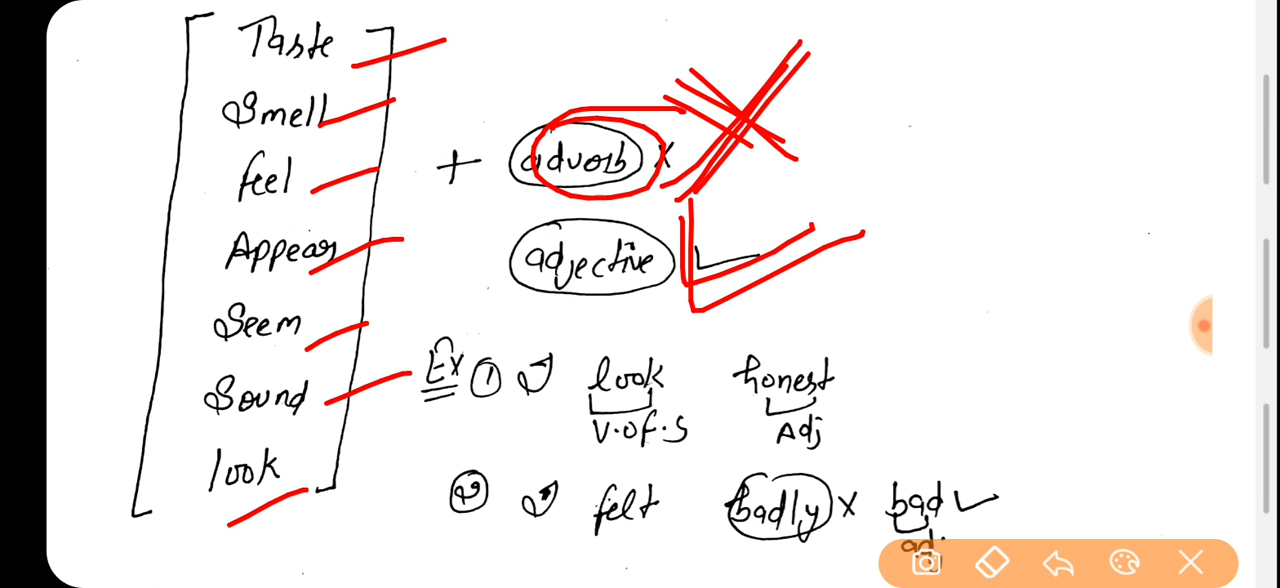 Taste
Smell
feel
Appear
Seem
Sound
look
+ adverb ×
adjective ✓
Ex ① I look honest
V.of.S Adj
② I felt badly × bad ✓
adj